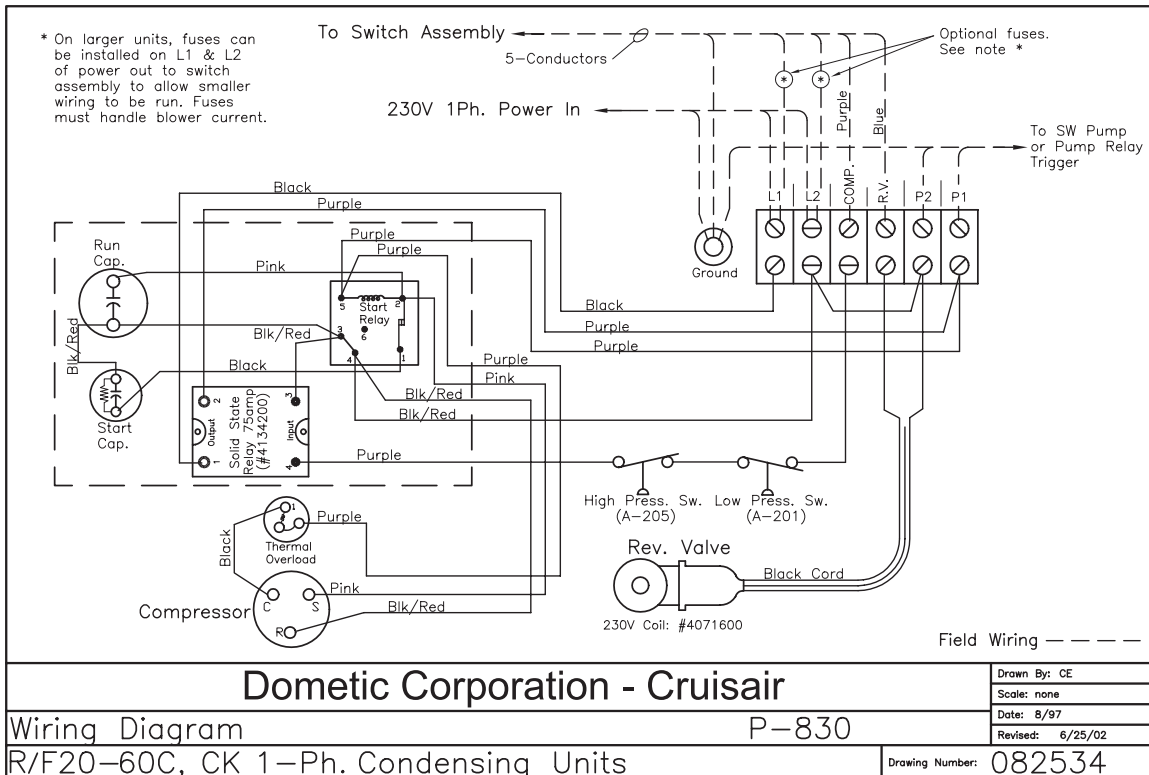 * On larger units, fuses can
be installed on L1 & L2
of power out to switch
assembly to allow smaller
wiring to be run. Fuses
must handle blower current.
To Switch Assembly
5-Conductors
Optional fuses.
See note *
*
*
230V 1Ph. Power In
Purple
Blue
To SW Pump
or Pump Relay
Trigger
L1
L2
COMP.
R.V.
P2
P1
Ground
Black
Purple
Run
Cap.
Pink
Purple
Purple
5
2
Start
Relay
3
6
4
1
Blk/Red
Blk/Red
Black
Black
Purple
Purple
Purple
Pink
Blk/Red
Blk/Red
Start
Cap.
2
3
Output
Solid State
Relay 75amp
(#4134200)
Input
1
4
Purple
High Press. Sw.
(A-205)
Low Press. Sw.
(A-201)
1
Purple
Thermal
Overload
Black
Rev. Valve
Black Cord
230V Coil: #4071600
Compressor
C
S
R
Pink
Blk/Red
Field Wiring
Dometic Corporation - Cruisair
Drawn By: CE
Scale: none
Date: 8/97
Revised: 6/25/02
Wiring Diagram
P-830
R/F20-60C, CK 1-Ph. Condensing Units
Drawing Number: 082534